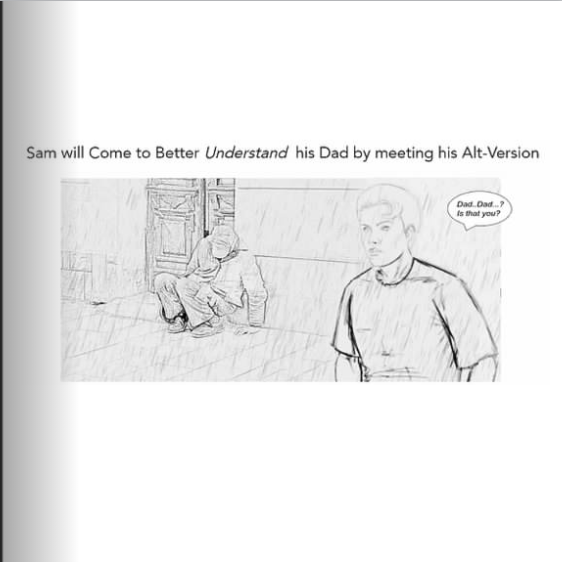 Sam will Come to Better Understand his Dad by meeting his Alt-Version
Dad..Dad...?
Is that you?